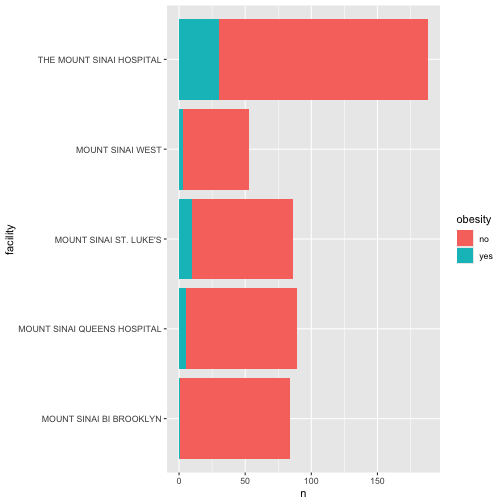 THE MOUNT SINAI HOSPITAL
MOUNT SINAI WEST
MOUNT SINAI ST. LUKE'S
MOUNT SINAI QUEENS HOSPITAL
MOUNT SINAI BI BROOKLYN
facility
0 50 100 150
n
obesity
no
yes